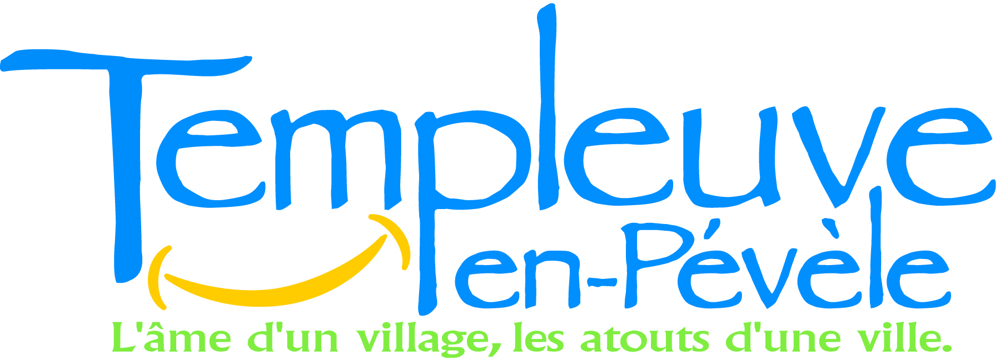 Templeuve
en-Pévèle
L'âme d'un village, les atouts d'une ville.